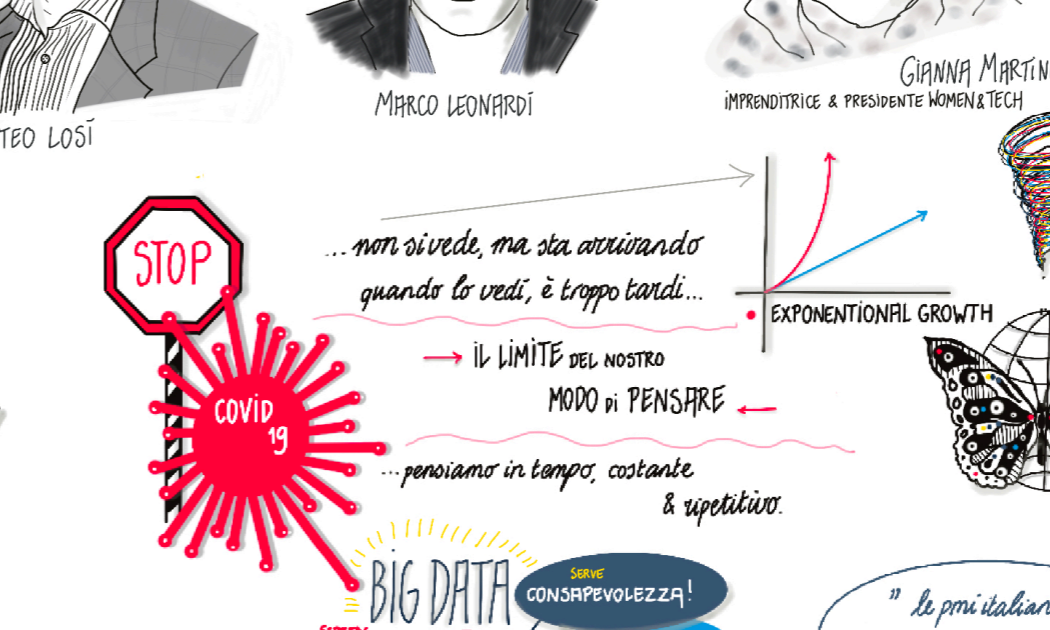 GIANNA MARTIN
IMPRENDITRICE & PRESIDENTE WOMEN&TECH
MARCO LEONARDI
TEO LOSI
STOP
...non si vede, ma sta arrivando
quando lo vedi, è troppo tardi...
EXPONENTIONAL GROWTH
IL LIMITE DEL NOSTRO
MODO DI PENSARE
COVID
19
...pensiamo in tempo, costante
& ripetitivo.
BIG DATA
SERVE
CONSAPEVOLEZZA!
" le pmi italian